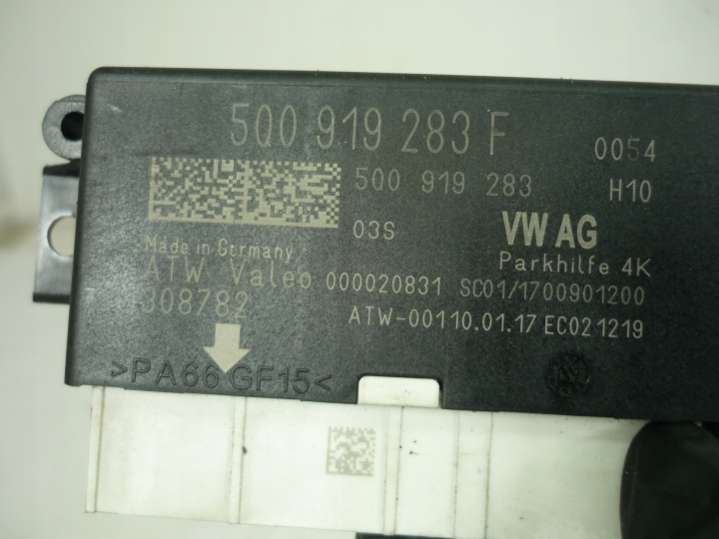 5Q0 919 283 F 0054
5Q0 919 283 H10
03S VW AG
Made in Germany Parkhilfe 4K
ATW Valeo 000020831 SC01/1700901200
308782 ATW-00110.01.17 EC021219
>PA66 GF15<